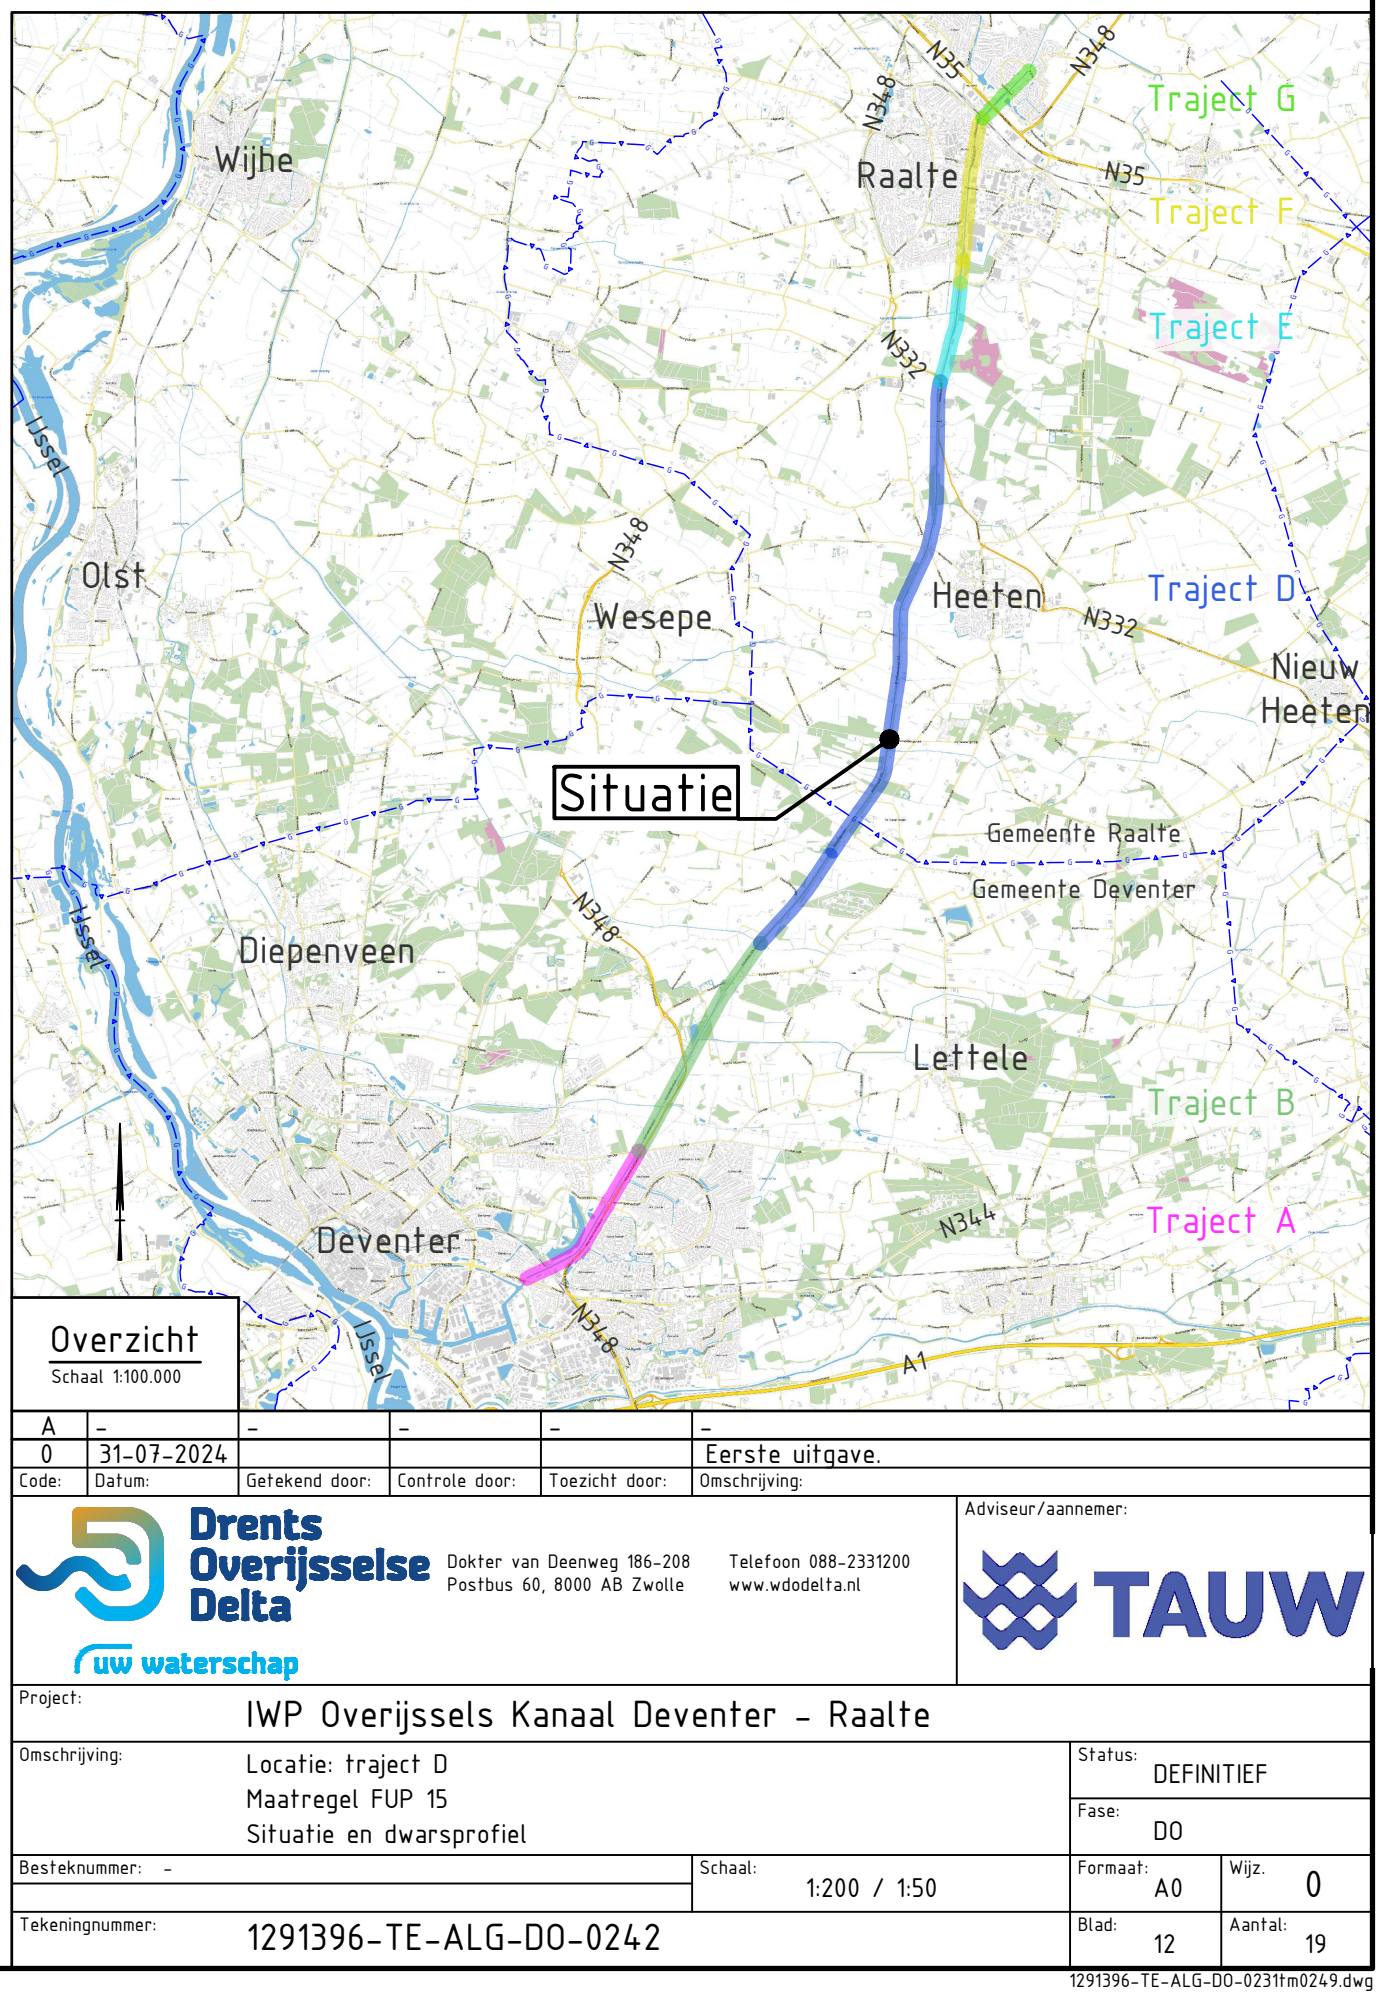 N35
N348
N348
Traject G
Wijhe
Raalte
N35
Traject F
Traject E
N332
IJssel
N348
Olst
Wesepe
Heeten
Traject D
N332
Nieuw
Heeten
Situatie
Gemeente Raalte
Gemeente Deventer
N348
IJssel
Diepenveen
Lettele
Traject B
N344
Traject A
Deventer
N348
IJssel
A1
Overzicht
Schaal 1:100.000
A - - - - -
0 31-07-2024 Eerste uitgave.
Code: Datum: Getekend door: Controle door: Toezicht door: Omschrijving:
Drents
Overijsselse
Delta
uw waterschap
Dokter van Deenweg 186-208
Postbus 60, 8000 AB Zwolle
Telefoon 088-2331200
www.wdodelta.nl
Adviseur/aannemer:
TAUW
Project: IWP Overijssels Kanaal Deventer - Raalte
Omschrijving: Locatie: traject D
Maatregel FUP 15
Situatie en dwarsprofiel
Status: DEFINITIEF
Fase: DO
Besteknummer: -
Schaal: 1:200 / 1:50
Formaat: A0
Wijz. 0
Tekeningnummer: 1291396-TE-ALG-DO-0242
Blad: 12
Aantal: 19
1291396-TE-ALG-DO-0231tm0249.dwg